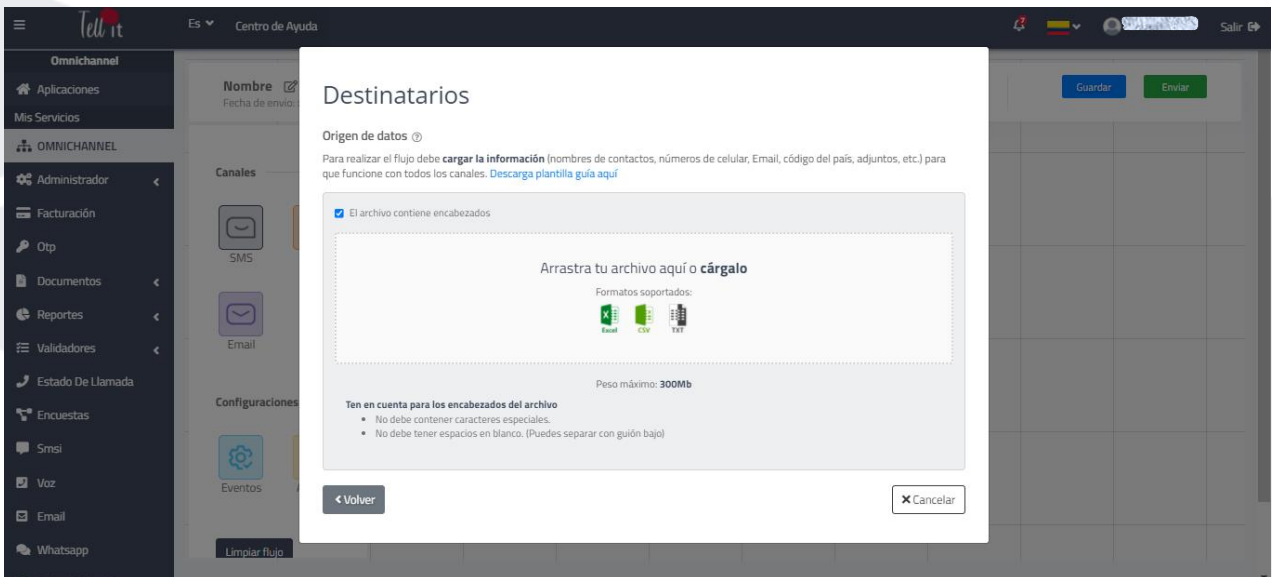 Tell it
Es
Centro de Ayuda
Salir
Omnichannel
Aplicaciones
Mis Servicios
OMNICHANNEL
Administrador
Facturación
Otp
Documentos
Reportes
Validadores
Estado De Llamada
Encuestas
Smsi
Voz
Email
Whatsapp
Nombre
Fecha de envio:
Guardar
Enviar
Canales
SMS
Email
Configuraciones
Eventos
Limpiar flujo
Destinatarios
Origen de datos
Para realizar el flujo debe cargar la información (nombres de contactos, números de celular, Email, código del país, adjuntos, etc.) para
que funcione con todos los canales. Descarga plantilla guía aquí
El archivo contiene encabezados
Arrastra tu archivo aquí o cárgalo
Formatos soportados:
Excel CSV TXT
Peso máximo: 300Mb
Ten en cuenta para los encabezados del archivo
No debe contener caracteres especiales.
No debe tener espacios en blanco. (Puedes separar con guión bajo)
Volver
Cancelar